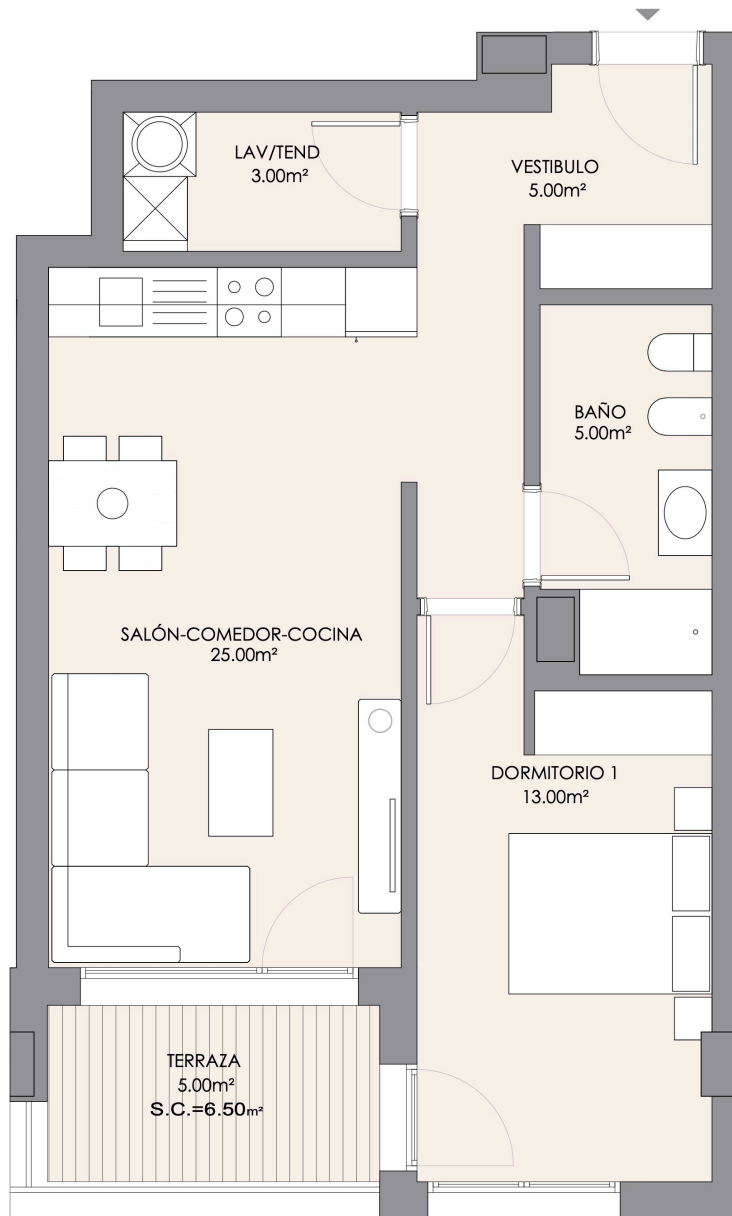 LAV/TEND
3.00m²
VESTIBULO
5.00m²
BAÑO
5.00m²
SALÓN-COMEDOR-COCINA
25.00m²
DORMITORIO 1
13.00m²
TERRAZA
5.00m²
S.C.=6.50m²